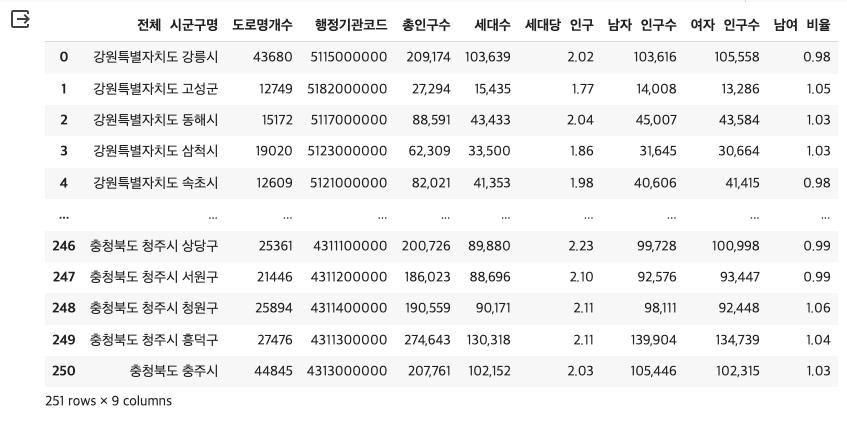 전체 시군구명 도로명개수 행정기관코드 총인구수 세대수 세대당 인구 남자 인구수 여자 인구수 남여 비율
0 강원특별자치도 강릉시 43680 5115000000 209,174 103,639 2.02 103,616 105,558 0.98
1 강원특별자치도 고성군 12749 5182000000 27,294 15,435 1.77 14,008 13,286 1.05
2 강원특별자치도 동해시 15172 5117000000 88,591 43,433 2.04 45,007 43,584 1.03
3 강원특별자치도 삼척시 19020 5123000000 62,309 33,500 1.86 31,645 30,664 1.03
4 강원특별자치도 속초시 12609 5121000000 82,021 41,353 1.98 40,606 41,415 0.98
... ... ... ... ... ... ... ... ... ...
246 충청북도 청주시 상당구 25361 4311100000 200,726 89,880 2.23 99,728 100,998 0.99
247 충청북도 청주시 서원구 21446 4311200000 186,023 88,696 2.10 92,576 93,447 0.99
248 충청북도 청주시 청원구 25894 4311400000 190,559 90,171 2.11 98,111 92,448 1.06
249 충청북도 청주시 흥덕구 27476 4311300000 274,643 130,318 2.11 139,904 134,739 1.04
250 충청북도 충주시 44845 4313000000 207,761 102,152 2.03 105,446 102,315 1.03
251 rows × 9 columns